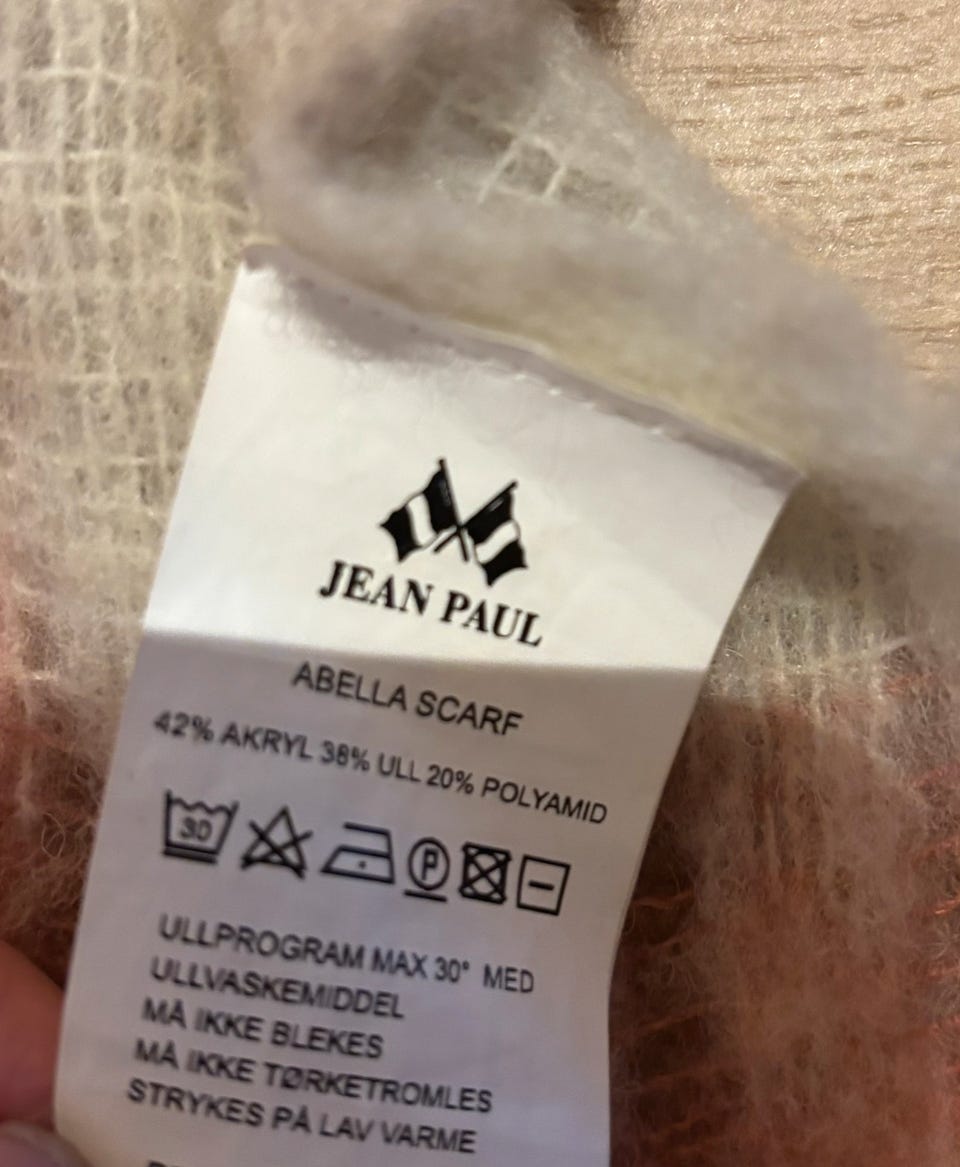 JEAN PAUL
ABELLA SCARF
42% AKRYL 38% ULL 20% POLYAMID
30 P
ULLPROGRAM MAX 30° MED
ULLVASKEMIDDEL
MÅ IKKE BLEKES
MÅ IKKE TØRKETROMLES
STRYKES PÅ LAV VARME